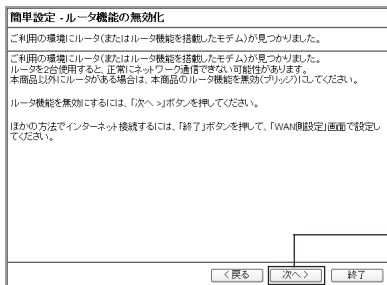 簡単設定 - ルータ機能の無効化
ご利用の環境にルータ(またはルータ機能を搭載したモデム)が見つかりました。
ご利用の環境にルータ(またはルータ機能を搭載したモデム)が見つかりました。
ルータを2台使用すると、正常にネットワーク通信できない可能性があります。
本商品以外にルータがある場合は、本商品のルータ機能を無効(ブリッジ)にしてください。
ルータ機能を無効にするには、「次へ >」ボタンを押してください。
ほかの方法でインターネット接続するには、「終了」ボタンを押して、「WAN側設定」画面で設定し
てください。
< 戻る 次へ > 終了